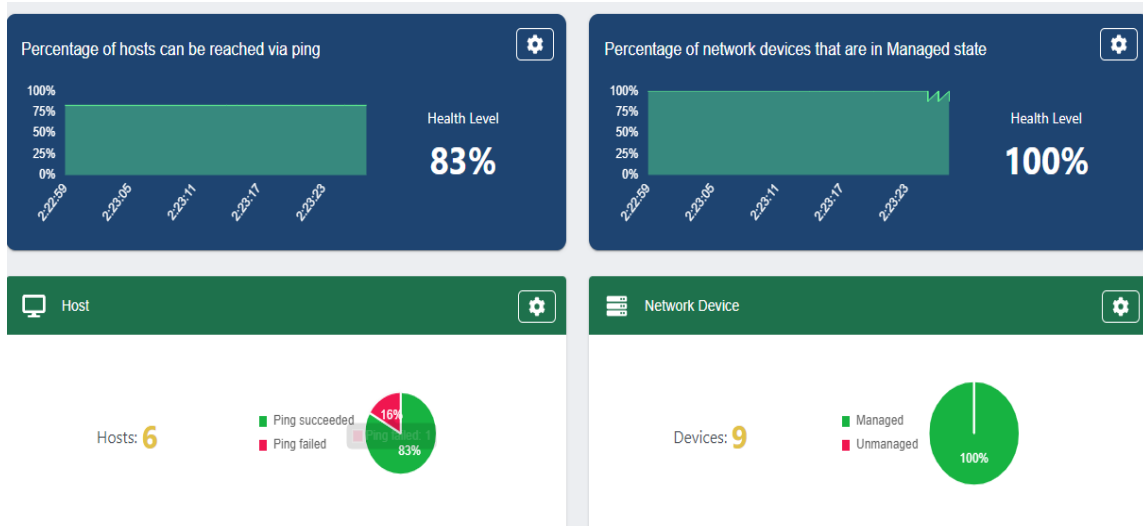 Percentage of hosts can be reached via ping
100%
75%
50%
25%
0%
2:22:59
2:23:05
2:23:11
2:23:17
2:23:23
Health Level
83%
Percentage of network devices that are in Managed state
100%
75%
50%
25%
0%
2:22:59
2:23:05
2:23:11
2:23:17
2:23:23
Health Level
100%
Host
Hosts: 6
Ping succeeded
Ping failed
16%
Ping failed: 1
83%
Network Device
Devices: 9
Managed
Unmanaged
100%